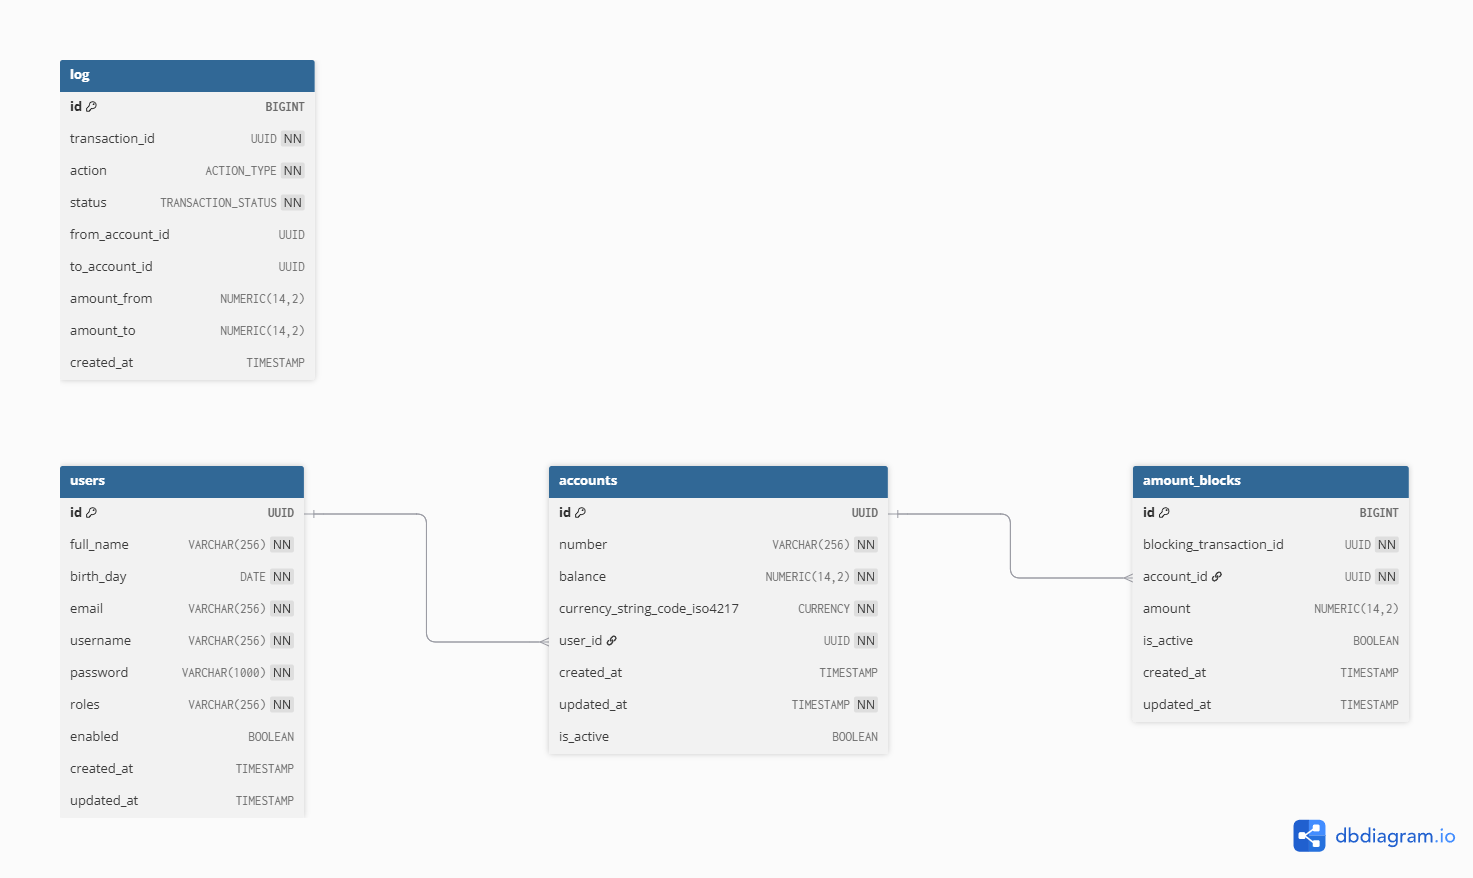 log
id BIGINT
transaction_id UUID NN
action ACTION_TYPE NN
status TRANSACTION_STATUS NN
from_account_id UUID
to_account_id UUID
amount_from NUMERIC(14,2)
amount_to NUMERIC(14,2)
created_at TIMESTAMP
users
id UUID
full_name VARCHAR(256) NN
birth_day DATE NN
email VARCHAR(256) NN
username VARCHAR(256) NN
password VARCHAR(1000) NN
roles VARCHAR(256) NN
enabled BOOLEAN
created_at TIMESTAMP
updated_at TIMESTAMP
accounts
id UUID
number VARCHAR(256) NN
balance NUMERIC(14,2) NN
currency_string_code_iso4217 CURRENCY NN
user_id UUID NN
created_at TIMESTAMP
updated_at TIMESTAMP NN
is_active BOOLEAN
amount_blocks
id BIGINT
blocking_transaction_id UUID NN
account_id UUID NN
amount NUMERIC(14,2)
is_active BOOLEAN
created_at TIMESTAMP
updated_at TIMESTAMP
dbdiagram.io